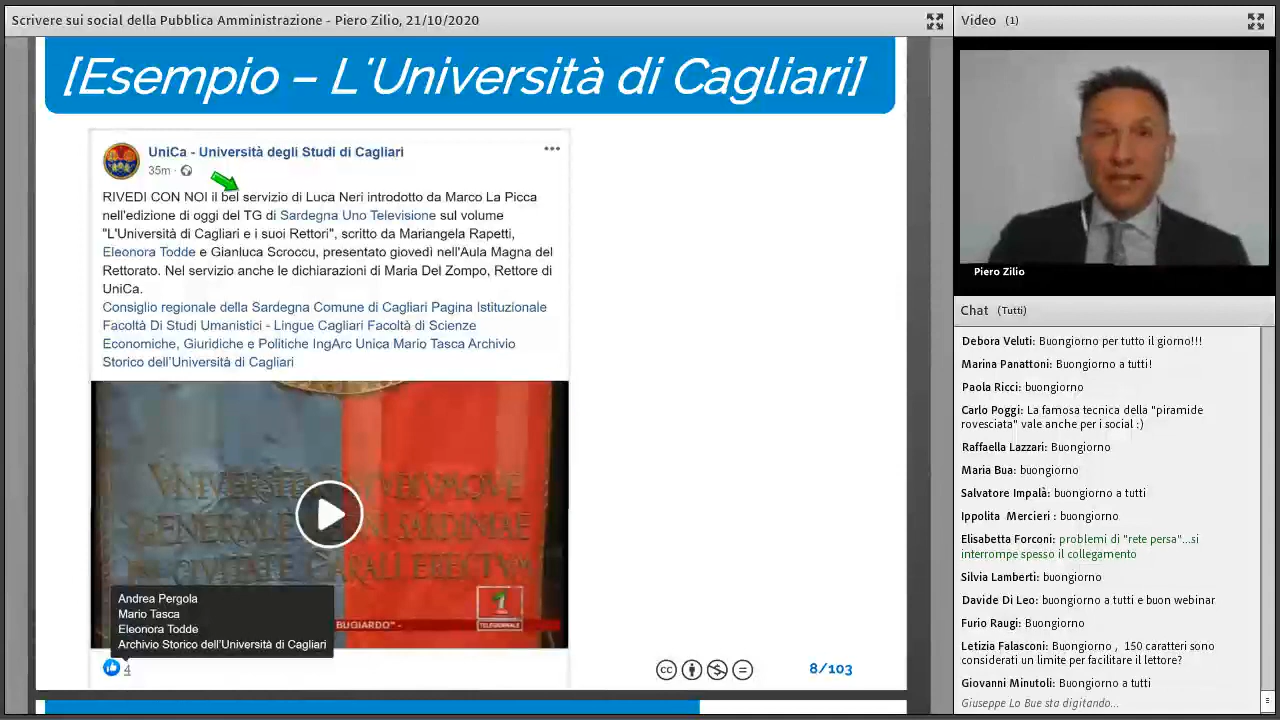 Scrivere sui social della Pubblica Amministrazione - Piero Zilio, 21/10/2020
[Esempio – L'Università di Cagliari]
UniCa - Università degli Studi di Cagliari
35m ·
RIVEDI CON NOI il bel servizio di Luca Neri introdotto da Marco La Picca
nell'edizione di oggi del TG di Sardegna Uno Televisione sul volume
"L'Università di Cagliari e i suoi Rettori", scritto da Mariangela Rapetti,
Eleonora Todde e Gianluca Scroccu, presentato giovedì nell'Aula Magna del
Rettorato. Nel servizio anche le dichiarazioni di Maria Del Zompo, Rettore di
UniCa.
Consiglio regionale della Sardegna Comune di Cagliari Pagina Istituzionale
Facoltà Di Studi Umanistici - Lingue Cagliari Facoltà di Scienze
Economiche, Giuridiche e Politiche IngArc Unica Mario Tasca Archivio
Storico dell'Università di Cagliari
GENERALE SARDINIAE
CIVITATE
1
TELEGIORNALE
BUGIARDO" -
Andrea Pergola
Mario Tasca
Eleonora Todde
Archivio Storico dell'Università di Cagliari
4
cc
8/103
Video (1)
Piero Zilio
Chat (Tutti)
Debora Veluti: Buongiorno per tutto il giorno!!!
Marina Panattoni: Buongiorno a tutti!
Paola Ricci: buongiorno
Carlo Poggi: La famosa tecnica della "piramide
rovesciata" vale anche per i social :)
Raffaella Lazzari: Buongiorno
Maria Bua: buongiorno
Salvatore Impalà: buongiorno a tutti
Ippolita Mercieri : buongiorno
Elisabetta Forconi: problemi di "rete persa"...si
interrompe spesso il collegamento
Silvia Lamberti: buongiorno
Davide Di Leo: buongiorno a tutti e buon webinar
Furio Raugi: Buongiorno
Letizia Falasconi: Buongiorno , 150 caratteri sono
considerati un limite per facilitare il lettore?
Giovanni Minutoli: Buongiorno a tutti
Giuseppe Lo Bue sta digitando...